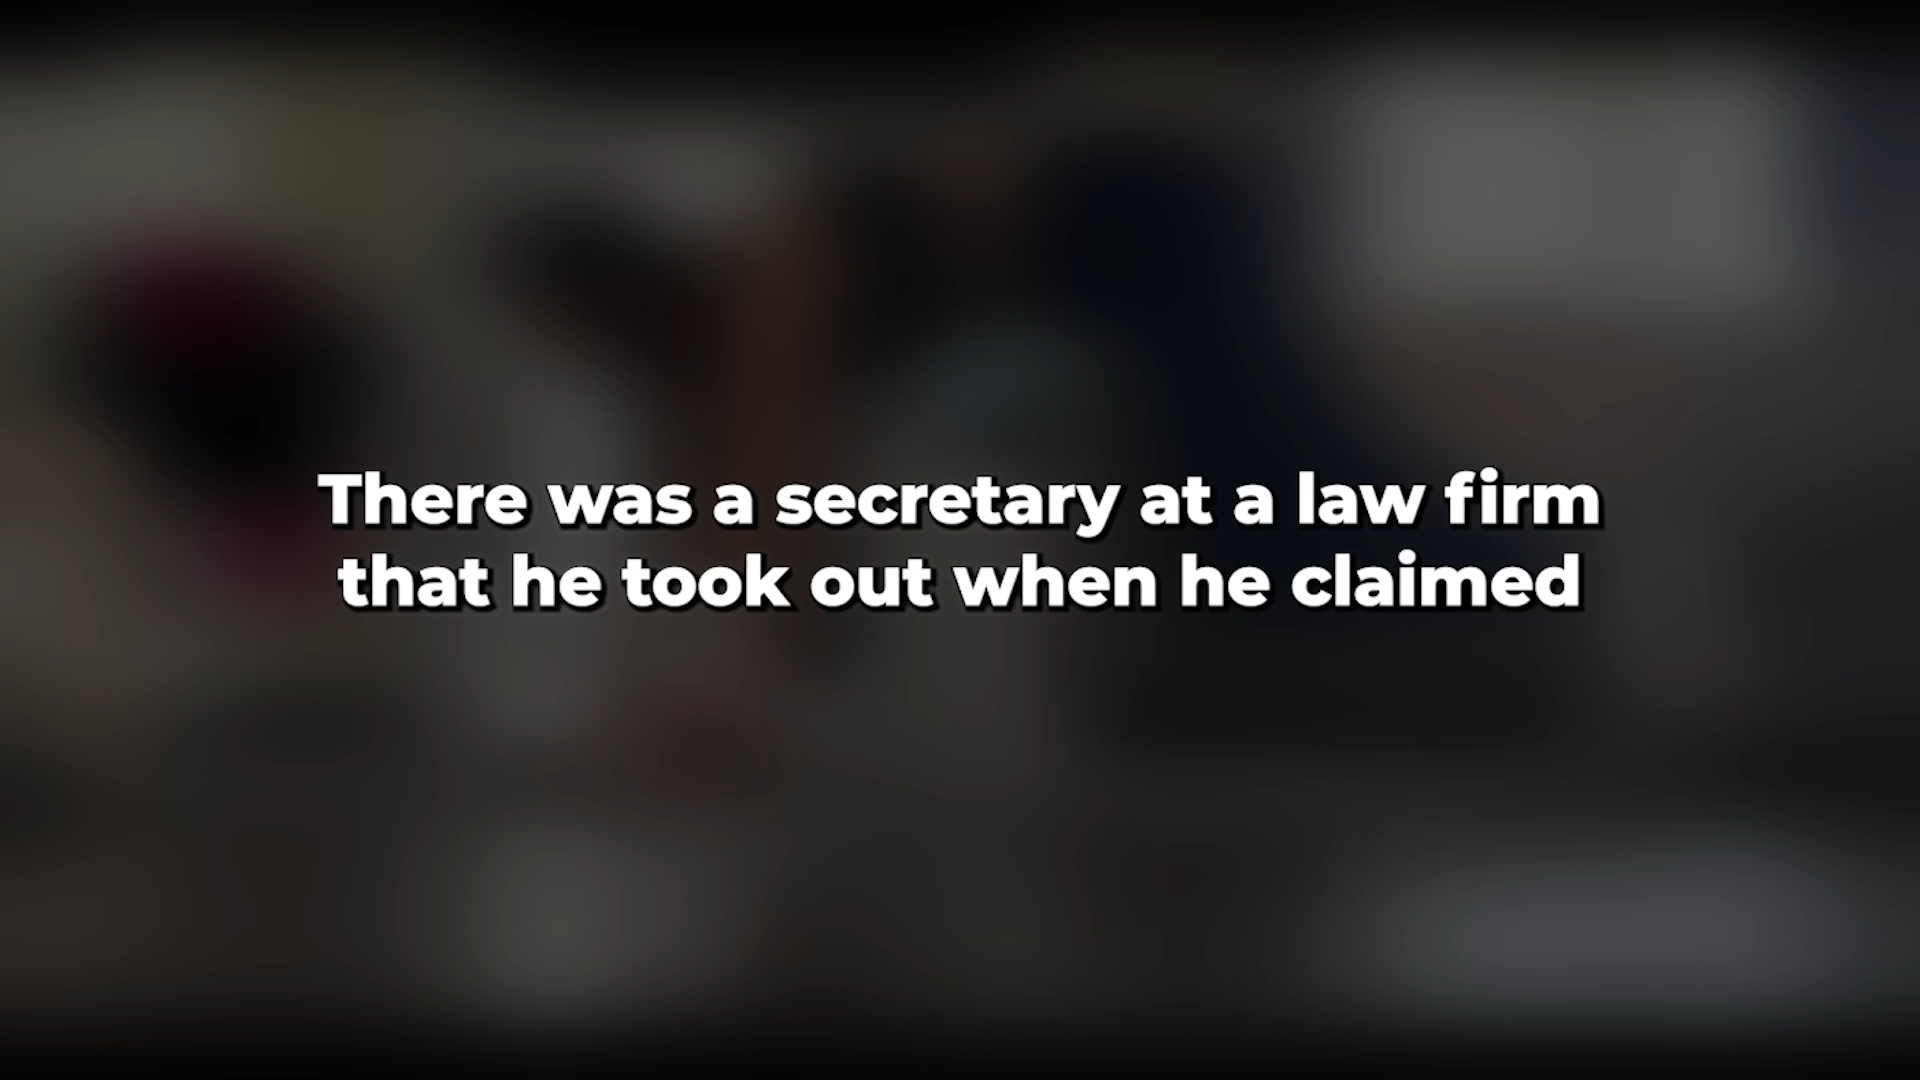 There was a secretary at a law firm
that he took out when he claimed